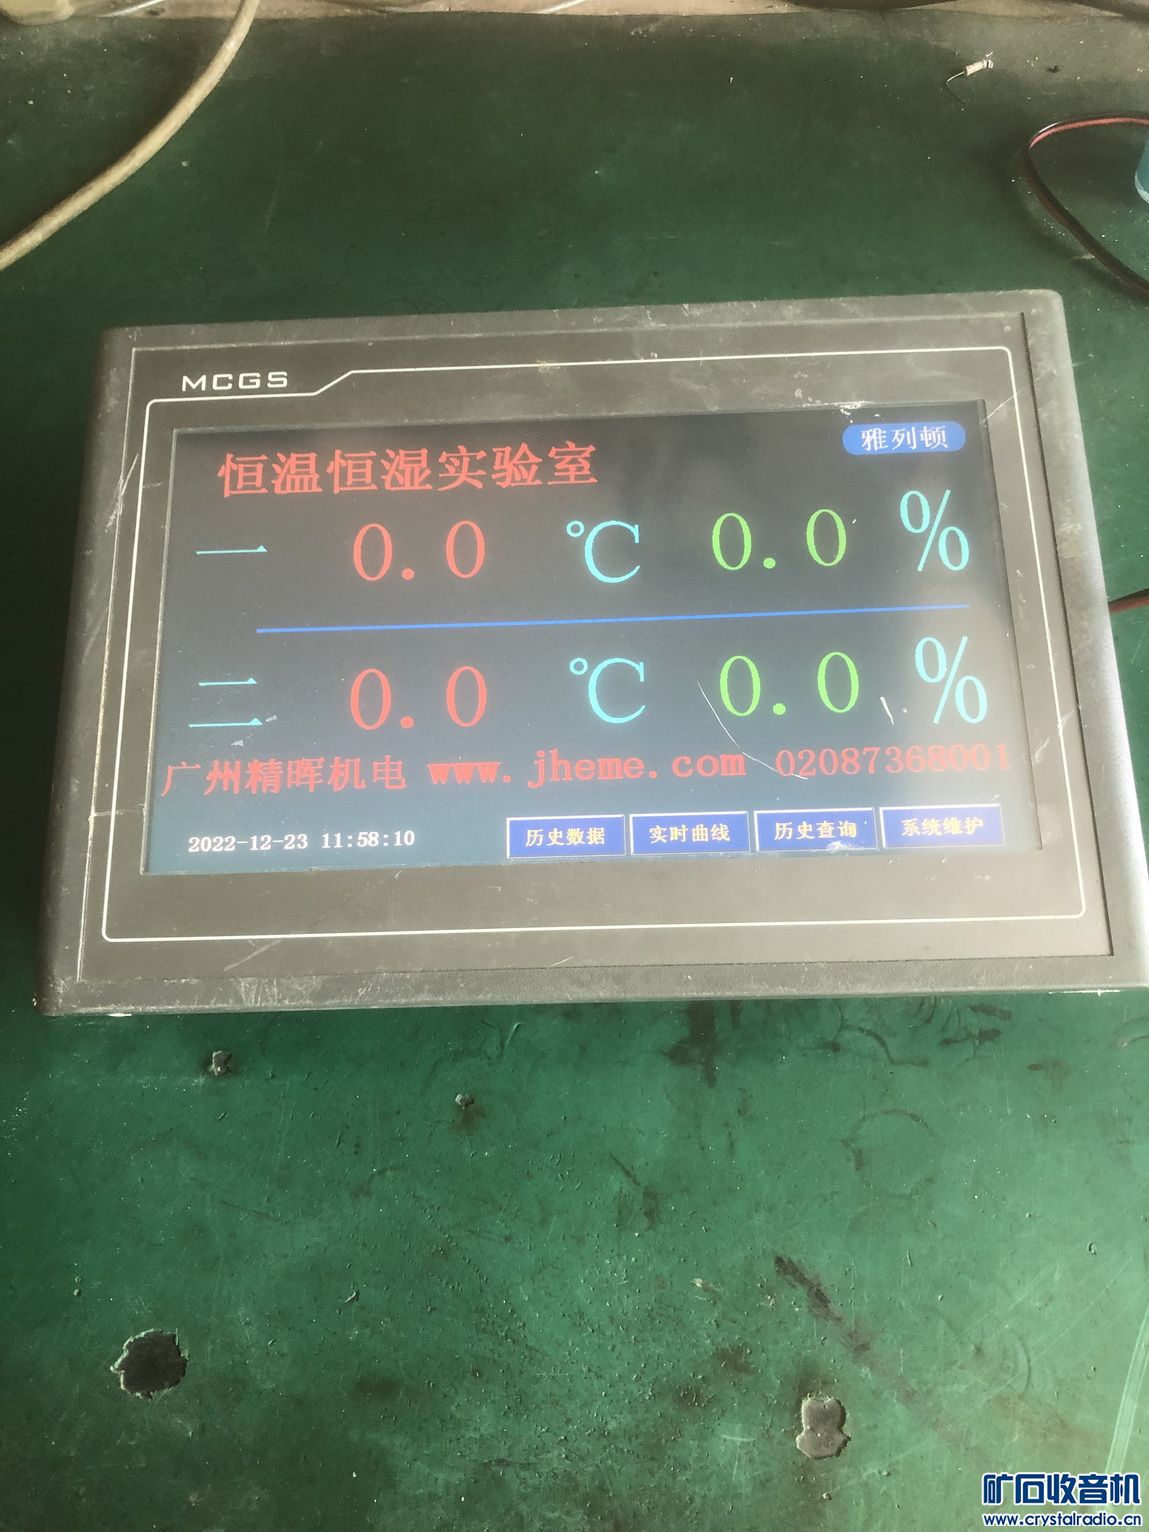 MCGS
雅列顿
恒温恒湿实验室
一 0.0 ℃ 0.0 %
二 0.0 ℃ 0.0 %
广州精晖机电 www.jheme.com 02087368001
2022-12-23 11:58:10 历史数据 实时曲线 历史查询 系统维护
矿石收音机
www.crystalradio.cn